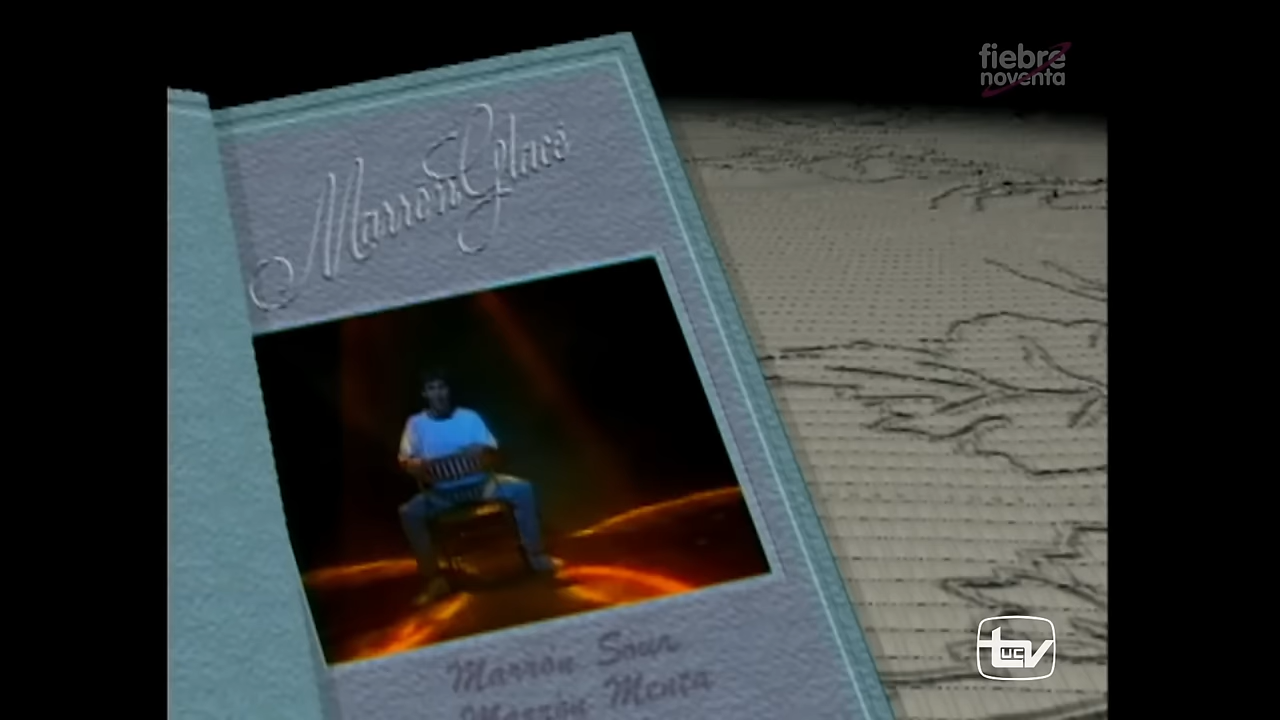 fiebre
noventa
Marrón Glacé
Marrón Sour
Marrón Menta
tv
UC